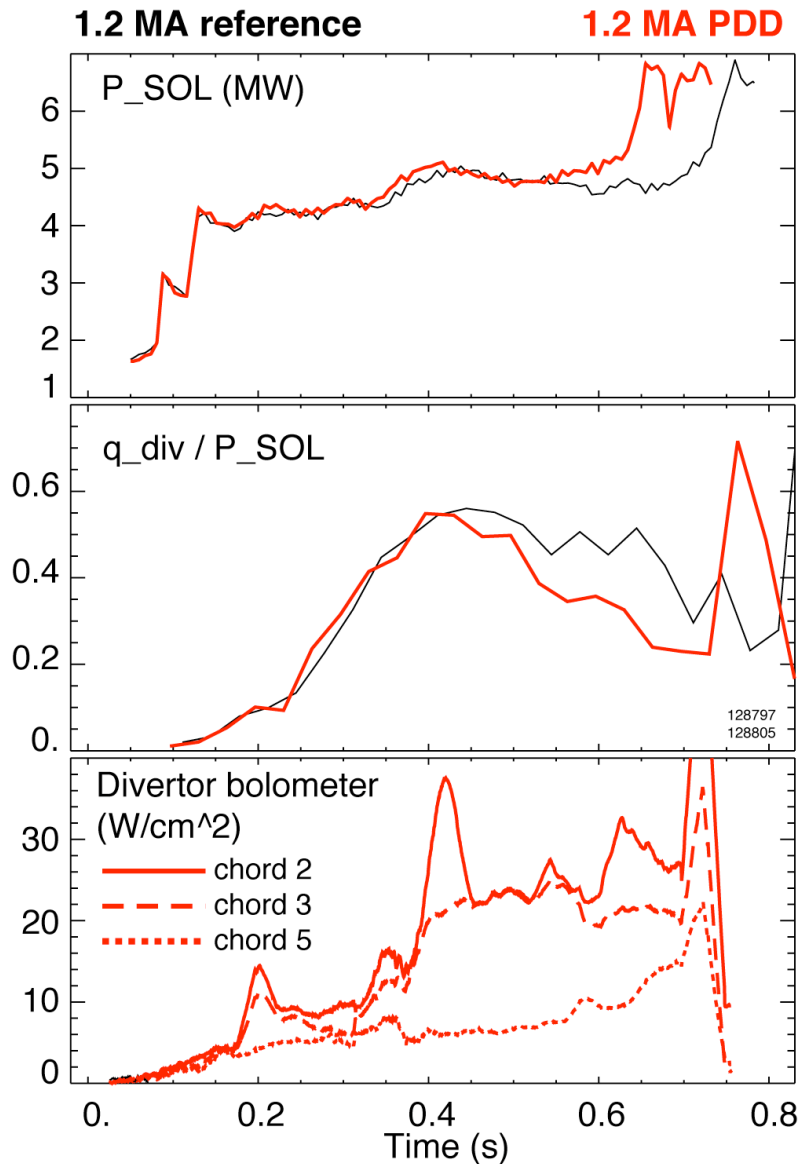 1.2 MA reference 1.2 MA PDD
P_SOL (MW)
6
5
4
3
2
1
q_div / P_SOL
0.6
0.4
0.2
0.
128797
128805
Divertor bolometer
(W/cm^2)
chord 2
chord 3
chord 5
30
20
10
0
0. 0.2 0.4 0.6 0.8
Time (s)